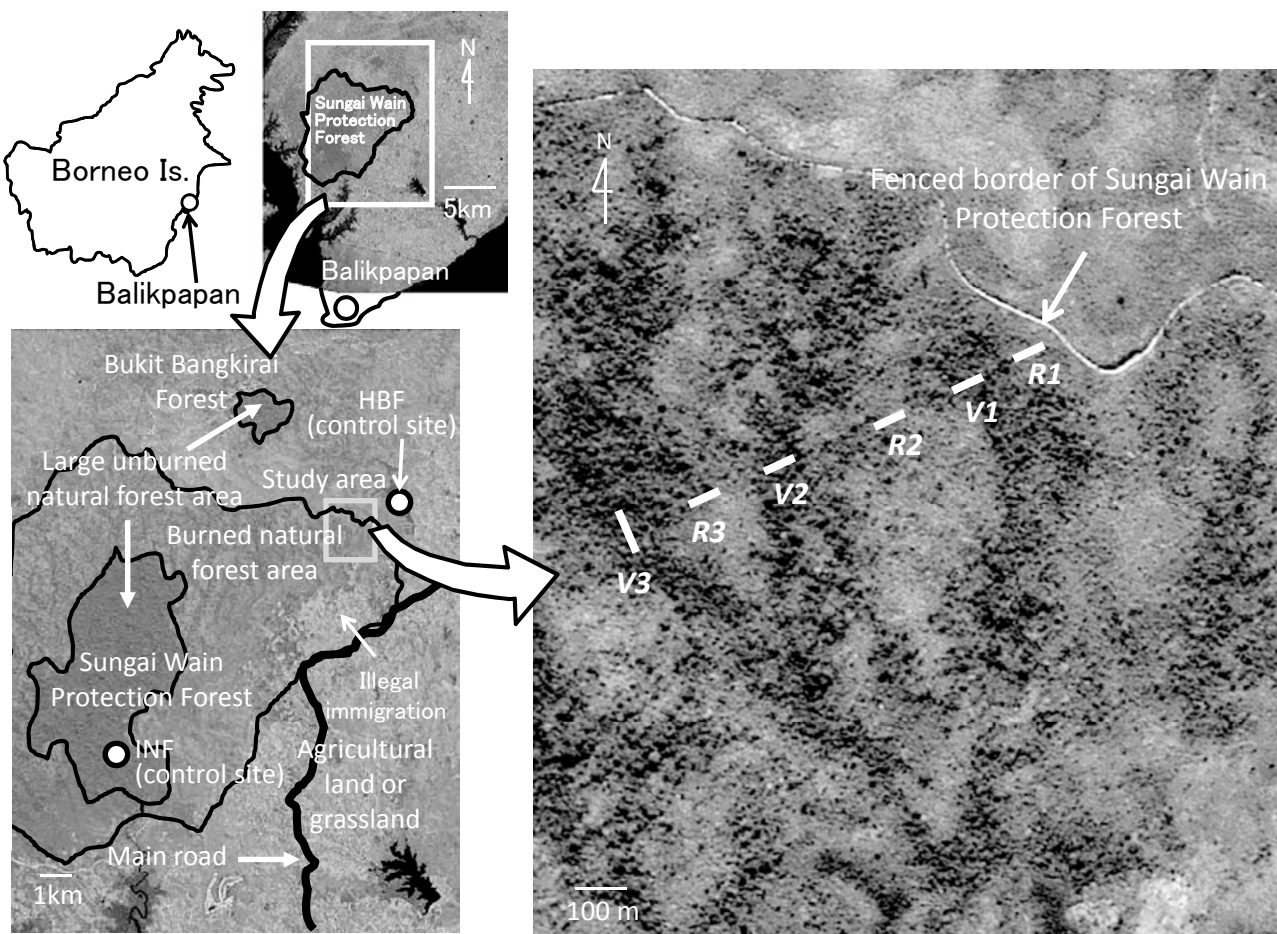 Borneo Is.
Balikpapan
N
Sungai Wain
Protection
Forest
5km
Balikpapan
Bukit Bangkirai
Forest
HBF
(control site)
Large unburned
natural forest area
Study area
Burned natural
forest area
Sungai Wain
Protection Forest
Illegal
immigration
INF
(control site)
Agricultural
land or
grassland
Main road
1km
N
Fenced border of Sungai Wain
Protection Forest
R1
V1
R2
V2
R3
V3
100 m